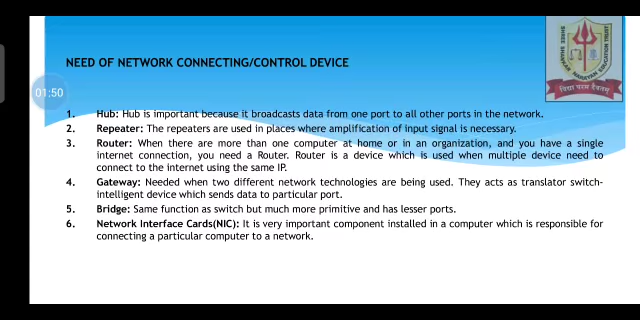 SHREE SHANKAR NARAYAN EDUCATION TRUST
विद्या परम दैवतम्
NEED OF NETWORK CONNECTING/CONTROL DEVICE
01:50
1. Hub: Hub is important because it broadcasts data from one port to all other ports in the network.
2. Repeater: The repeaters are used in places where amplification of input signal is necessary.
3. Router: When there are more than one computer at home or in an organization, and you have a single
internet connection, you need a Router. Router is a device which is used when multiple device need to
connect to the internet using the same IP.
4. Gateway: Needed when two different network technologies are being used. They acts as translator switch-
intelligent device which sends data to particular port.
5. Bridge: Same function as switch but much more primitive and has lesser ports.
6. Network Interface Cards(NIC): It is very important component installed in a computer which is responsible for
connecting a particular computer to a network.